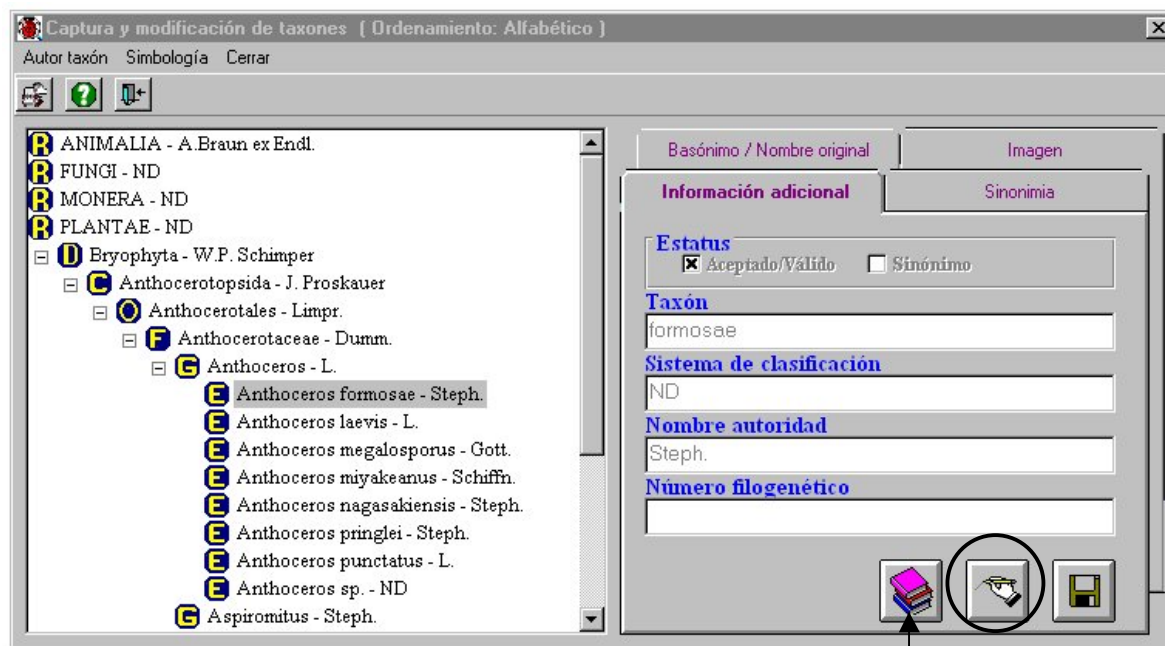 Captura y modificación de taxones ( Ordenamiento: Alfabético )
Autor taxón Simbología Cerrar
R ANIMALIA - A.Braun ex Endl.
R FUNGI - ND
R MONERA - ND
R PLANTAE - ND
D Bryophyta - W.P. Schimper
C Anthocerotopsida - J. Proskauer
O Anthocerotales - Limpr.
F Anthocerotaceae - Dumm.
G Anthoceros - L.
E Anthoceros formosae - Steph.
E Anthoceros laevis - L.
E Anthoceros megalosporus - Gott.
E Anthoceros miyakeanus - Schiffn.
E Anthoceros nagasakiensis - Steph.
E Anthoceros pringlei - Steph.
E Anthoceros punctatus - L.
E Anthoceros sp. - ND
G Aspiromitus - Steph.
Basónimo / Nombre original Imagen
Información adicional Sinonimia
Estatus
Aceptado/Válido Sinónimo
Taxón
formosae
Sistema de clasificación
ND
Nombre autoridad
Steph.
Número filogenético